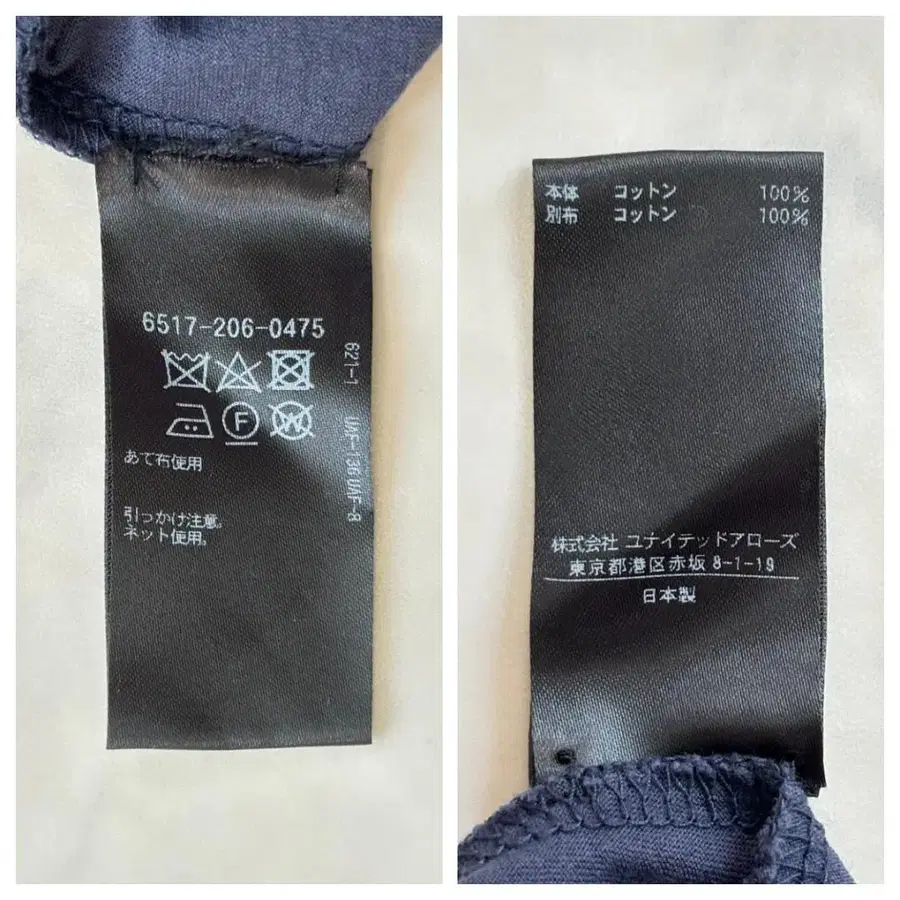 6517-206-0475
F
W
あて布使用
引っかけ注意。
ネット使用。
621-1 UAF-136 UAF-8
本体 コットン 100%
別布 コットン 100%
株式会社 ユナイテッドアローズ
東京都港区赤坂 8-1-19
日本製